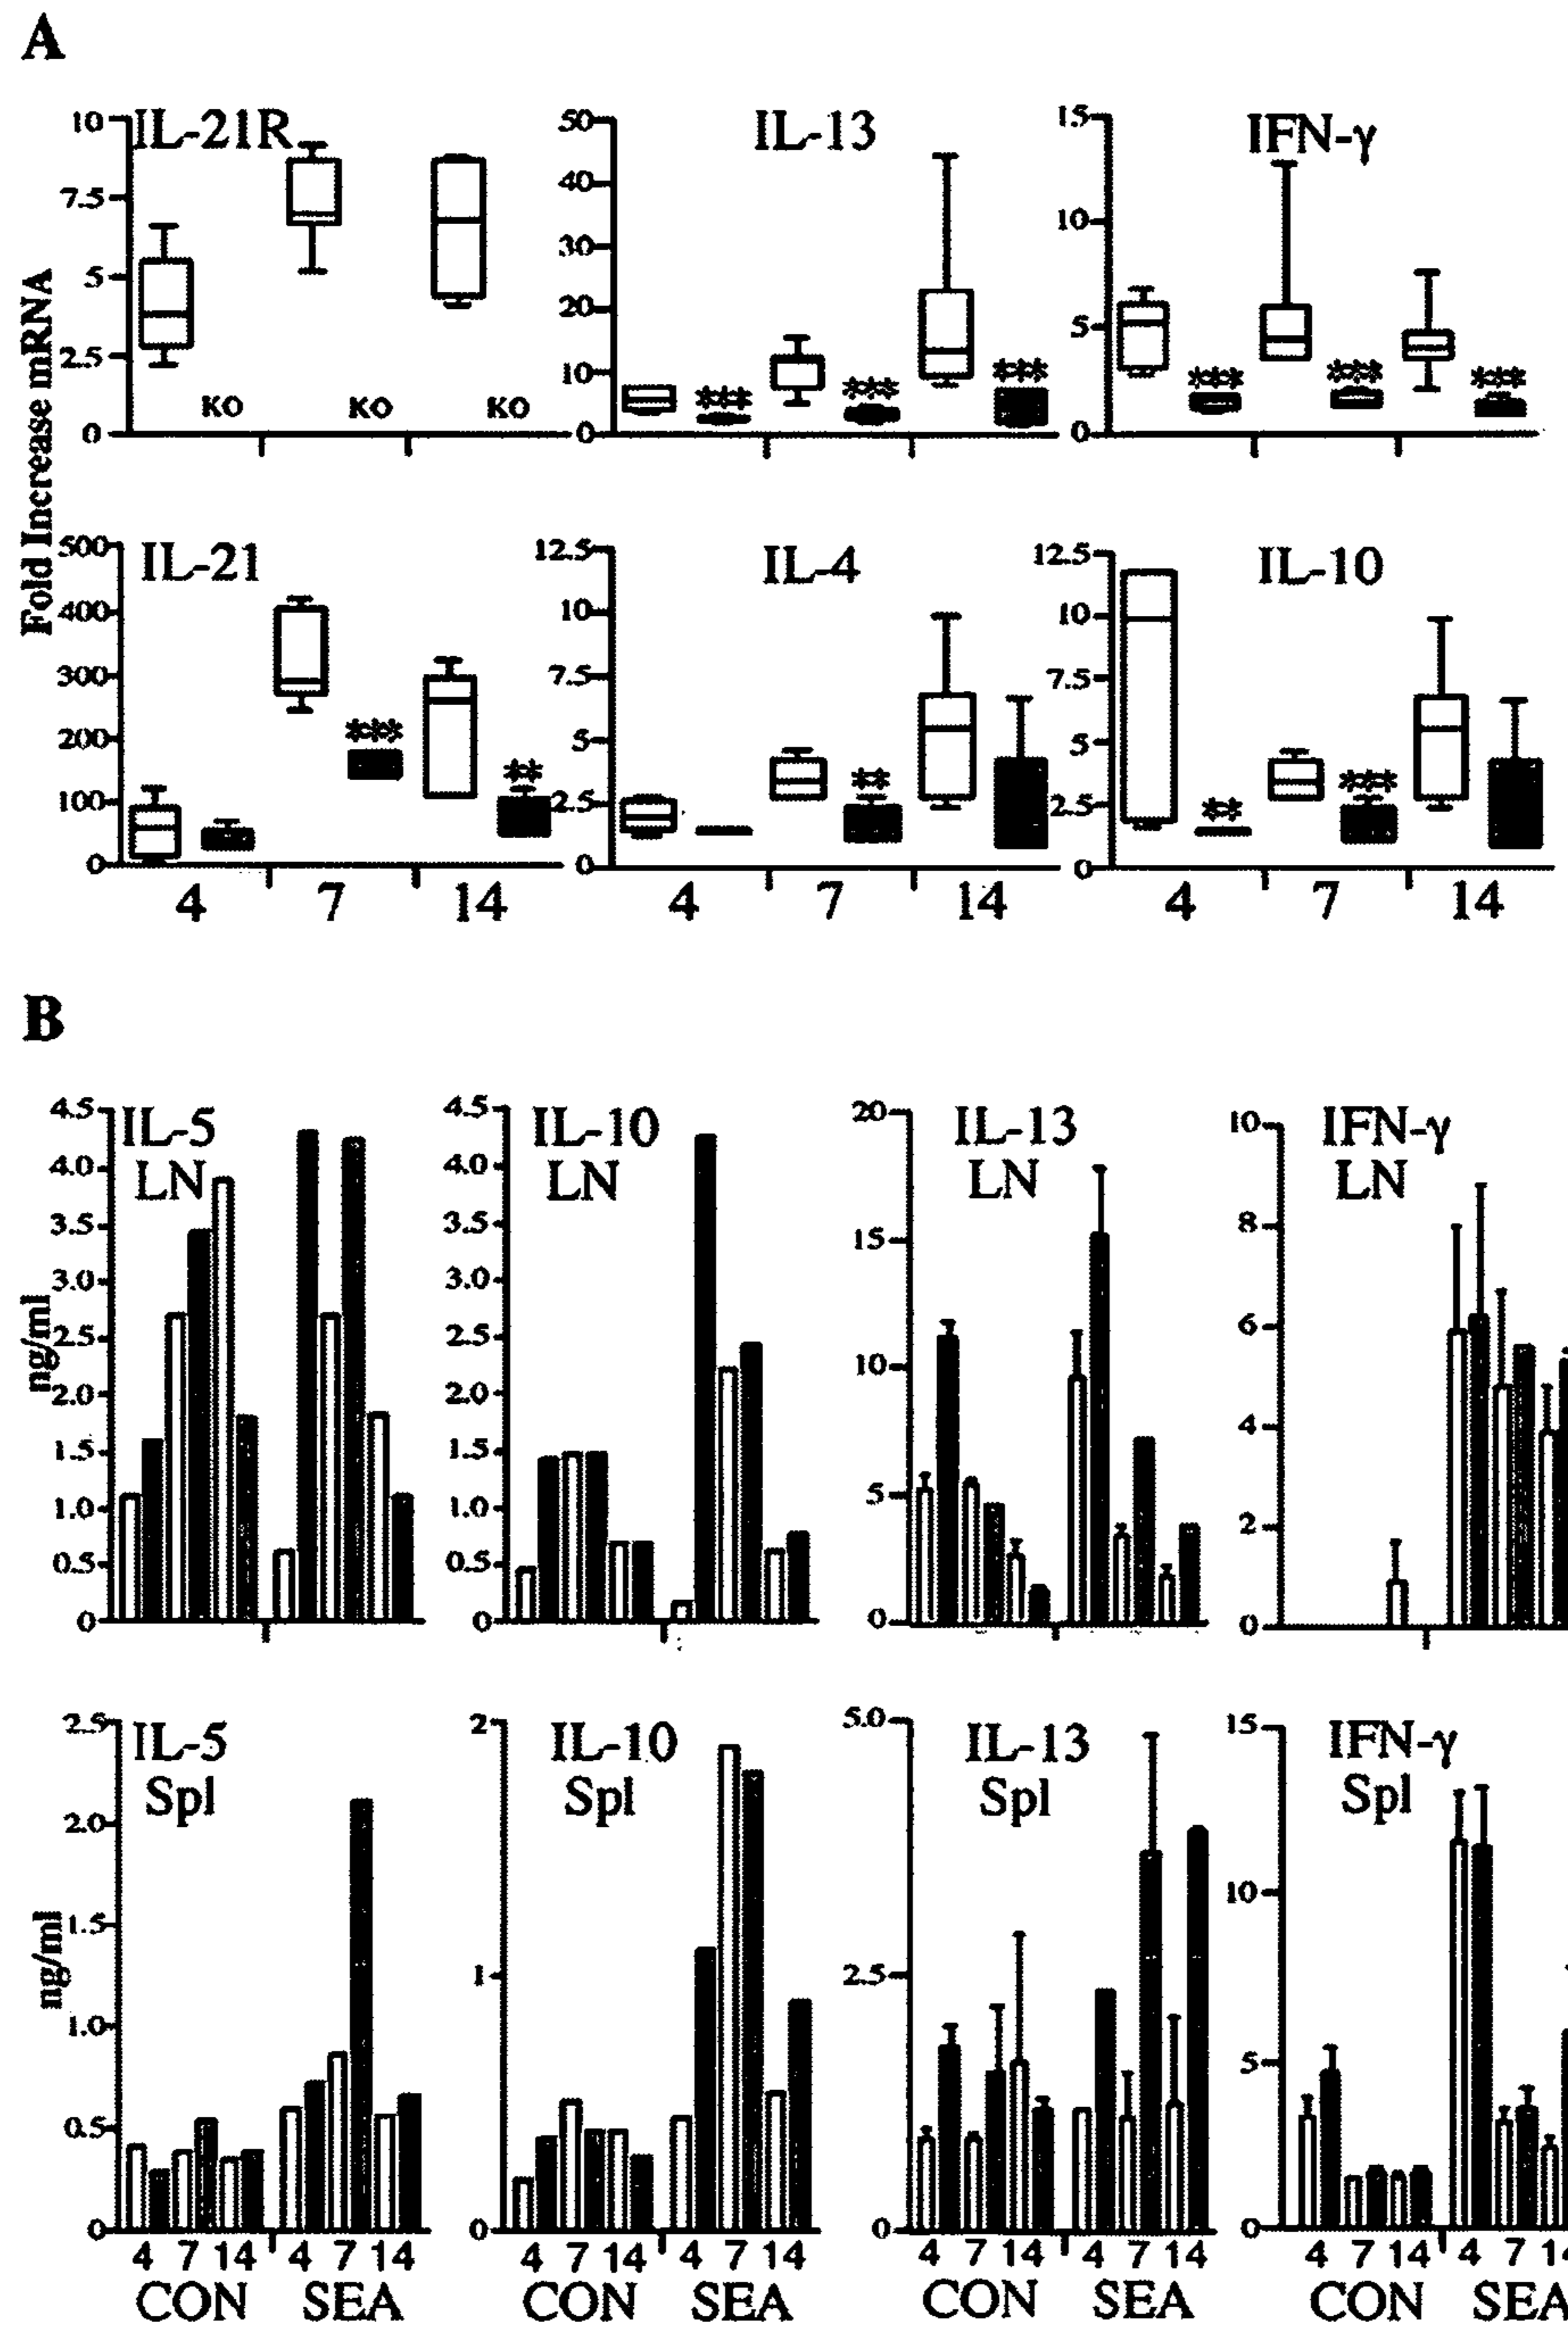 A
IL-21R
IL-13
IFN-γ
10
7.5
5
2.5
0
50
40
30
20
10
0
15
10
5
0
KO
KO
KO
***
***
***
***
***
***
Fold Increase mRNA
IL-21
IL-4
IL-10
500
400
300
200
100
0
12.5
10
7.5
5
2.5
0
12.5
10
7.5
5
2.5
0
***
**
**
**
***
4 7 14
4 7 14
4 7 14
B
IL-5
LN
IL-10
LN
IL-13
LN
IFN-γ
LN
4.5
4.0
3.5
3.0
2.5
2.0
1.5
1.0
0.5
0
4.5
4.0
3.5
3.0
2.5
2.0
1.5
1.0
0.5
0
20
15
10
5
0
10
8
6
4
2
0
ng/ml
IL-5
Spl
IL-10
Spl
IL-13
Spl
IFN-γ
Spl
2.5
2.0
1.5
1.0
0.5
0
2
1
0
5.0
2.5
0
15
10
5
0
ng/ml
4 7 14 4 7 14
CON SEA
4 7 14 4 7 14
CON SEA
4 7 14 4 7 14
CON SEA
4 7 14 4 7 14
CON SEA